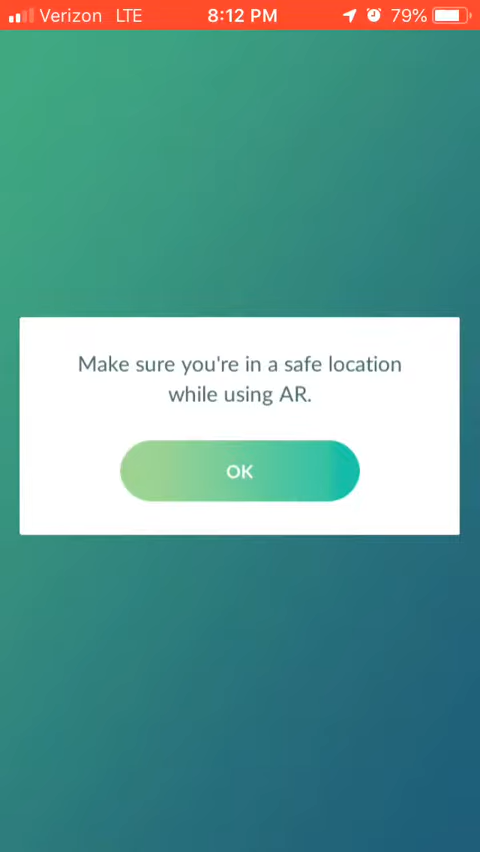 Verizon LTE 8:12 PM 79%
Make sure you're in a safe location
while using AR.
OK